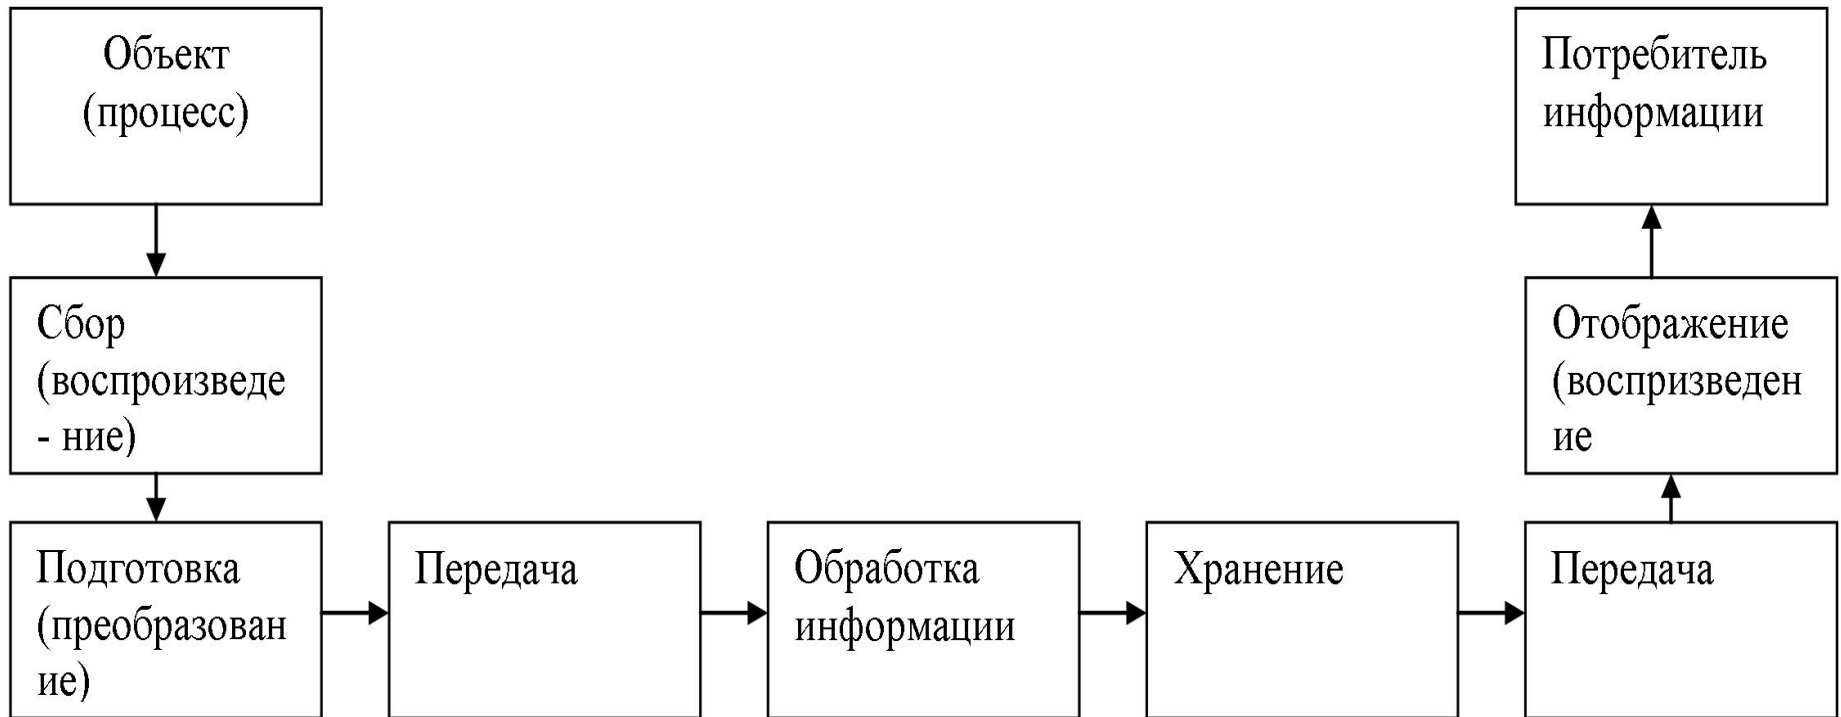 Объект
(процесс)
Потребитель
информации
Сбор
(воспроизведе
- ние)
Отображение
(воспризведен
ие
Подготовка
(преобразован
ие)
Передача
Обработка
информации
Хранение
Передача